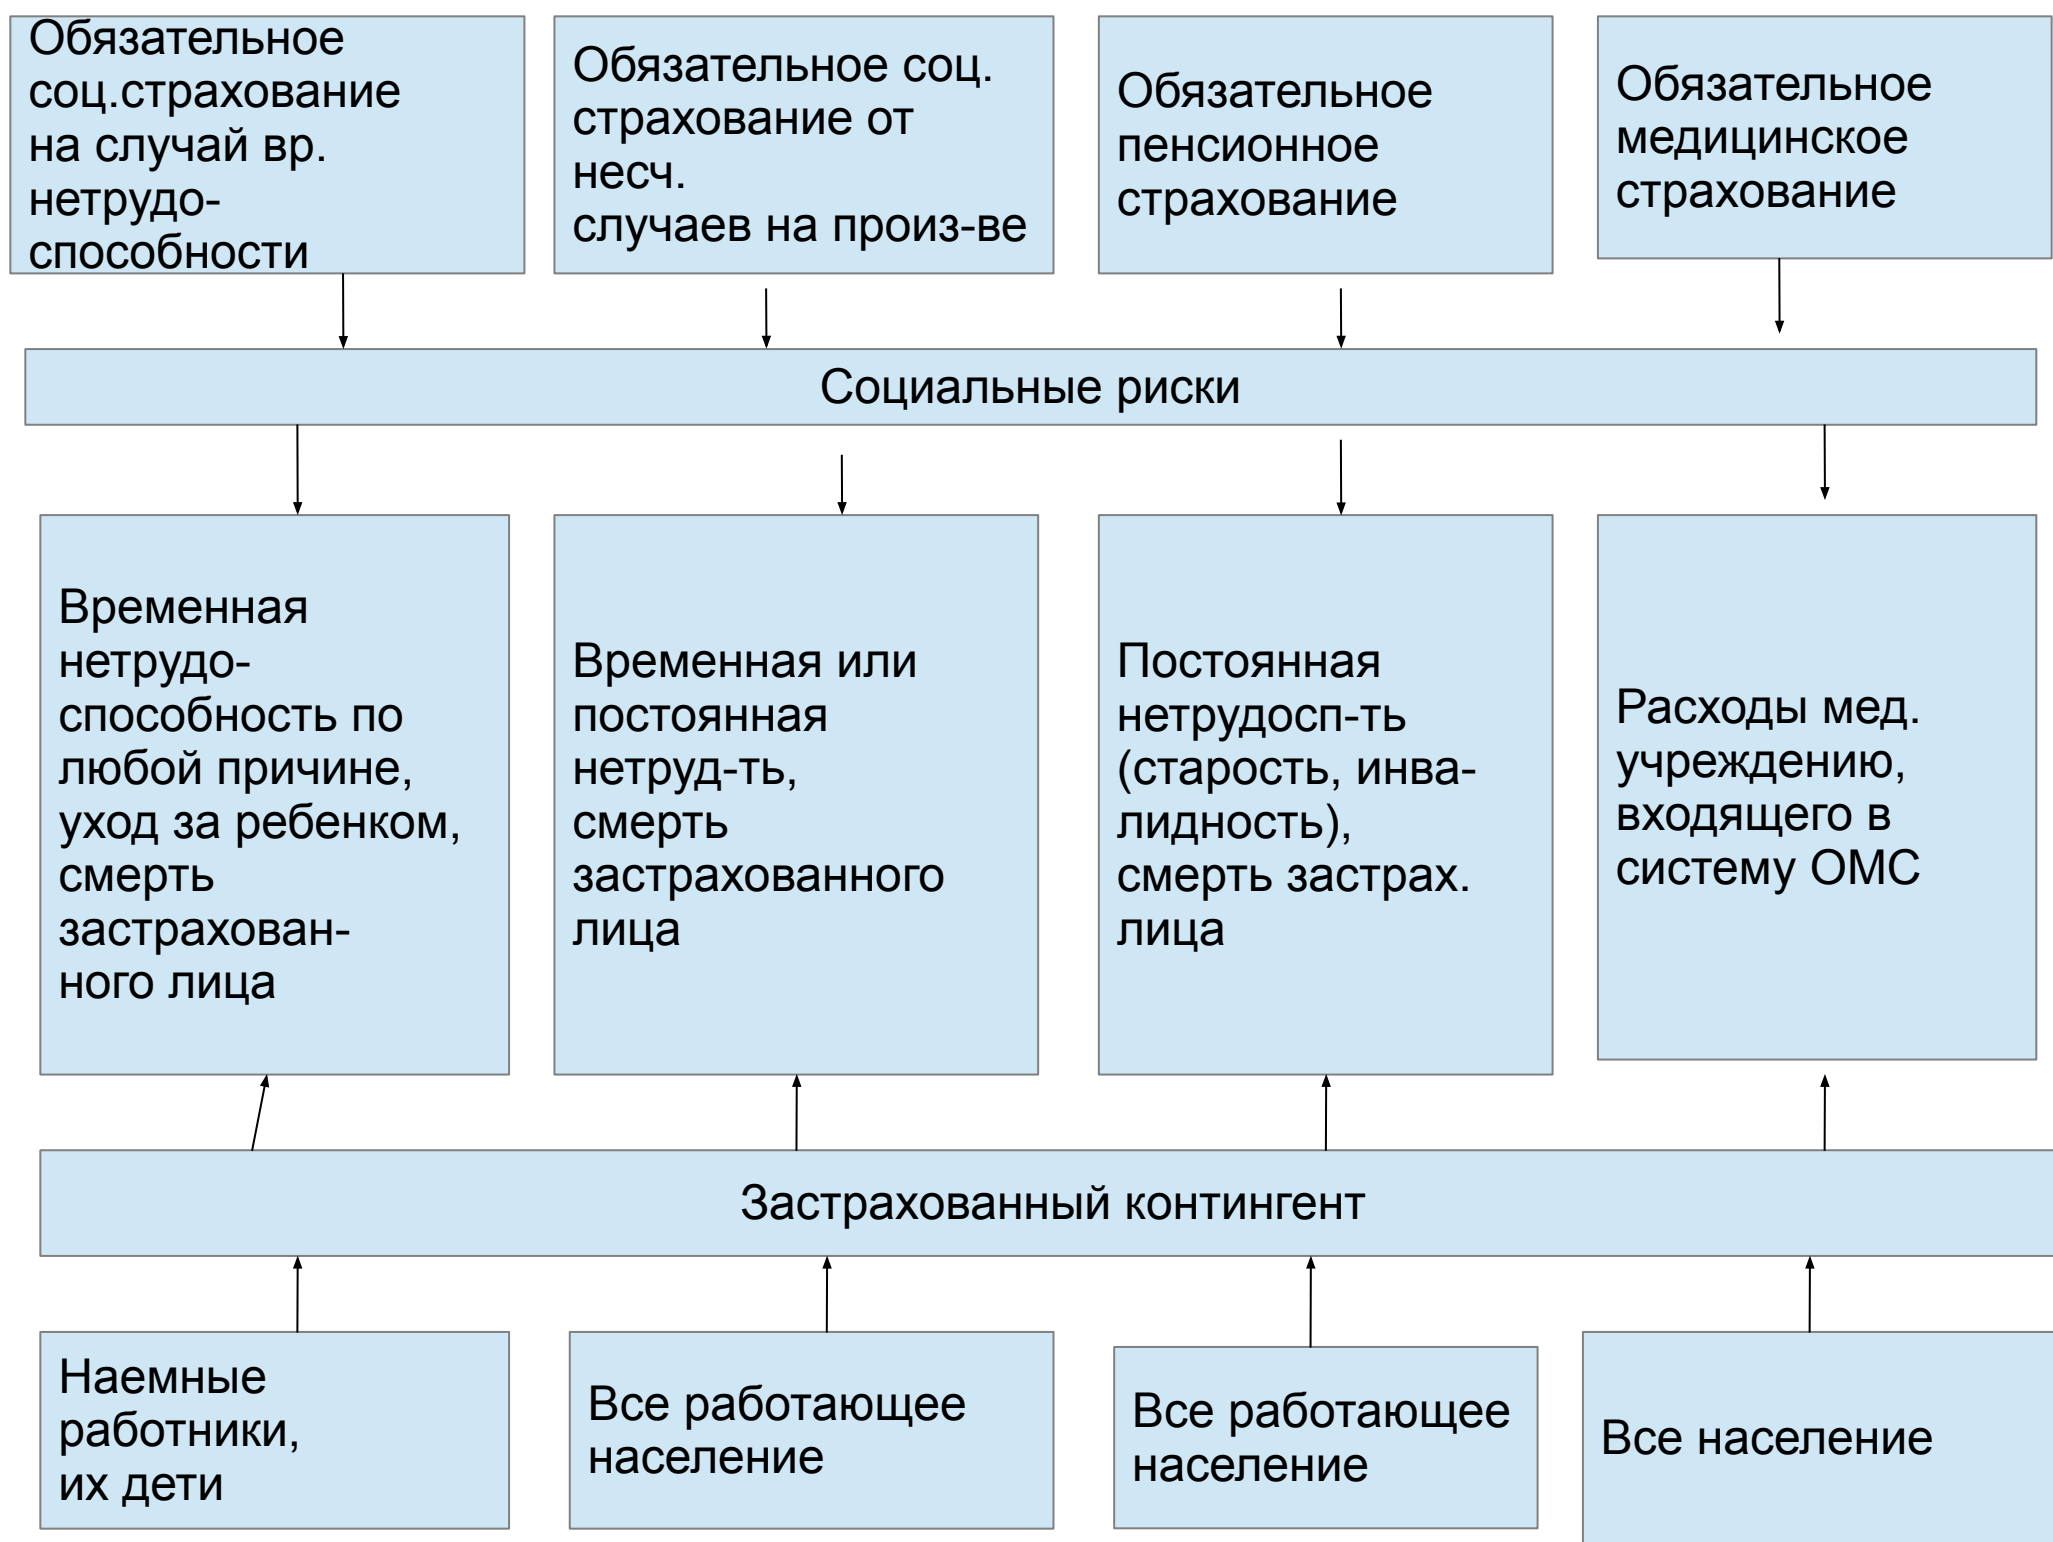 Обязательное
соц.страхование
на случай вр.
нетрудо-
способности
Обязательное соц.
страхование от
несч.
случаев на произ-ве
Обязательное
пенсионное
страхование
Обязательное
медицинское
страхование
Социальные риски
Временная
нетрудо-
способность по
любой причине,
уход за ребенком,
смерть
застрахован-
ного лица
Временная или
постоянная
нетруд-ть,
смерть
застрахованного
лица
Постоянная
нетрудосп-ть
(старость, инва-
лидность),
смерть застрах.
лица
Расходы мед.
учреждению,
входящего в
систему ОМС
Застрахованный контингент
Наемные
работники,
их дети
Все работающее
население
Все работающее
население
Все население